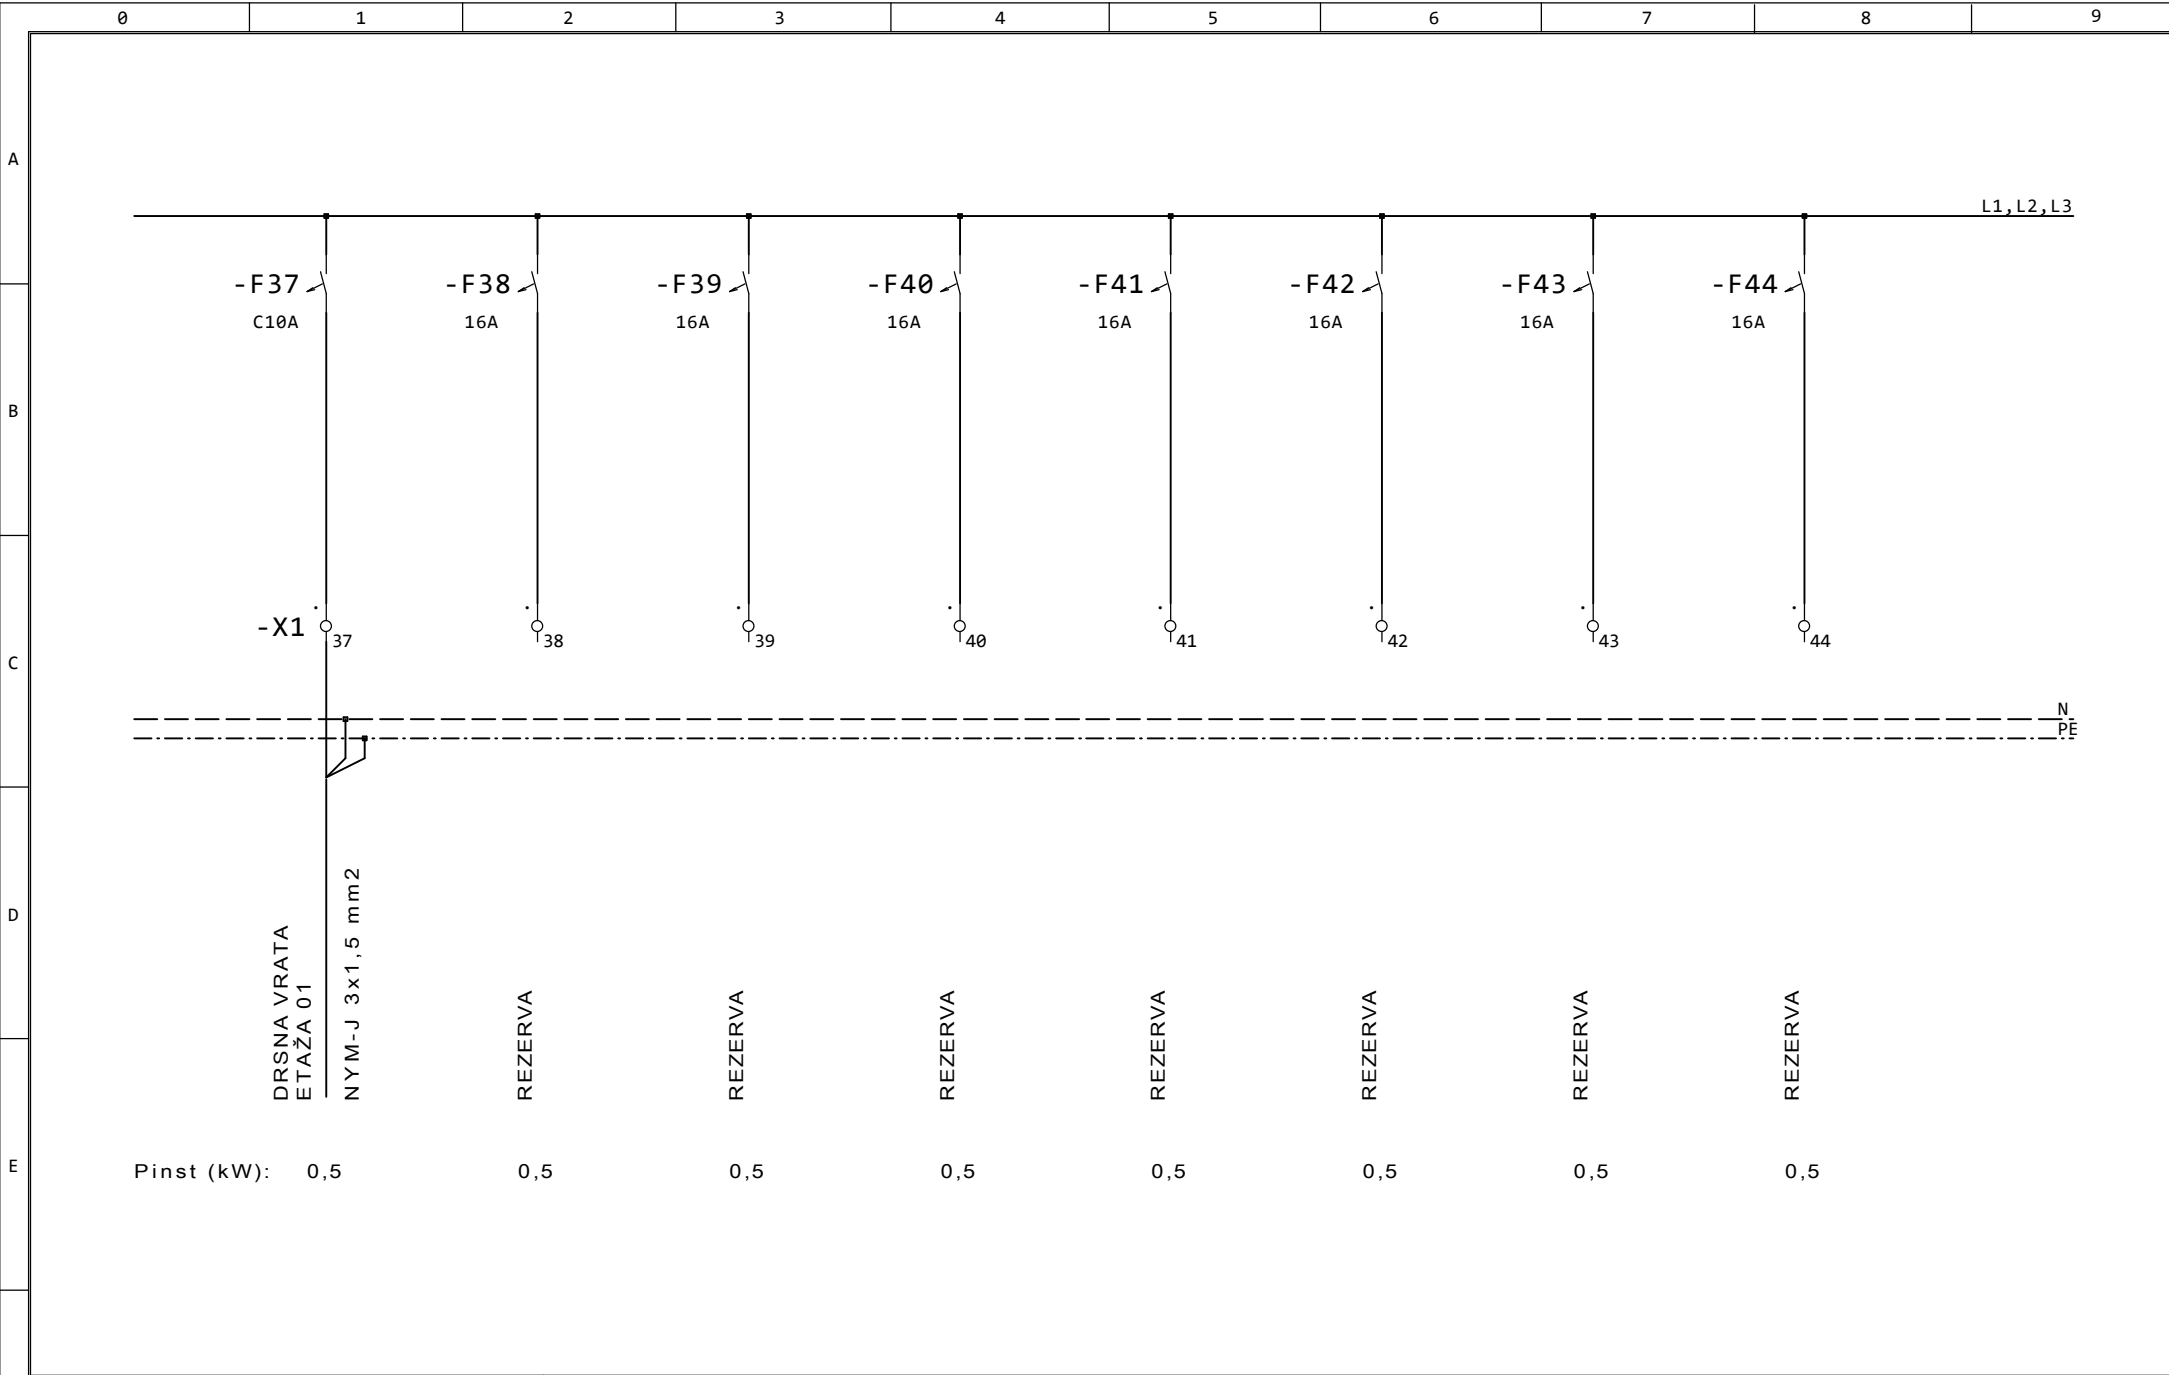 0 1 2 3 4 5 6 7 8 9
A
L1,L2,L3
-F37 -F38 -F39 -F40 -F41 -F42 -F43 -F44
C10A 16A 16A 16A 16A 16A 16A 16A
B
-X1 37 38 39 40 41 42 43 44
C
N
PE
D
DRSNA VRATA
ETAŽA 01
NYM-J 3x1,5 mm2
REZERVA
REZERVA
REZERVA
REZERVA
REZERVA
REZERVA
REZERVA
E
Pinst (kW): 0,5 0,5 0,5 0,5 0,5 0,5 0,5 0,5